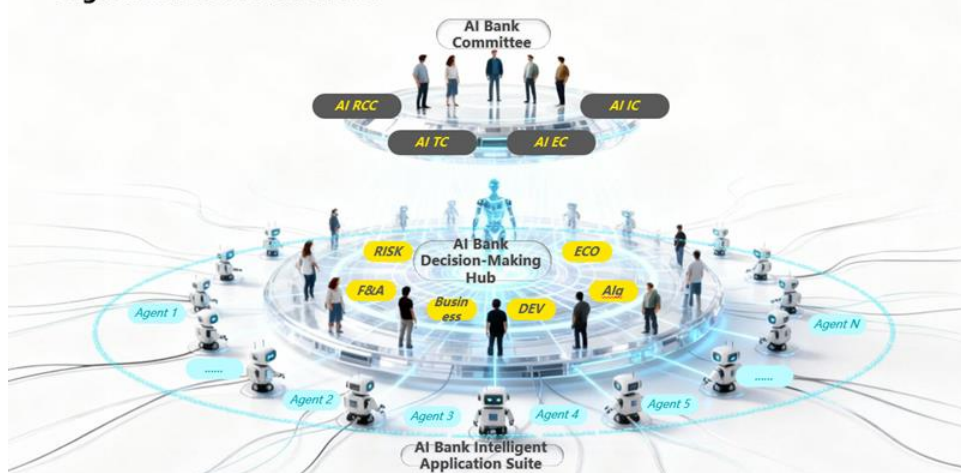 AI Bank
Committee
AI RCC
AI IC
AI TC
AI EC
RISK
AI Bank
Decision-Making
Hub
ECO
F&A
Busin
ess
DEV
Alg
Agent 1
Agent N
......
......
Agent 2
Agent 3
Agent 4
Agent 5
AI Bank Intelligent
Application Suite